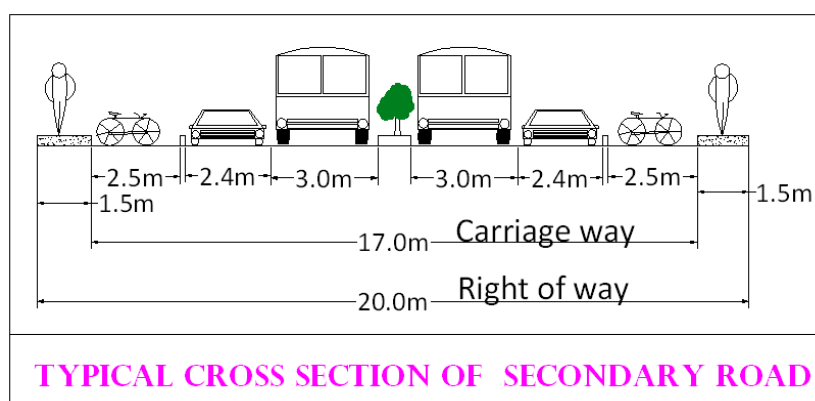 2.5m 2.4m 3.0m 3.0m 2.4m 2.5m
1.5m 1.5m
17.0m Carriage way
20.0m Right of way
TYPICAL CROSS SECTION OF SECONDARY ROAD